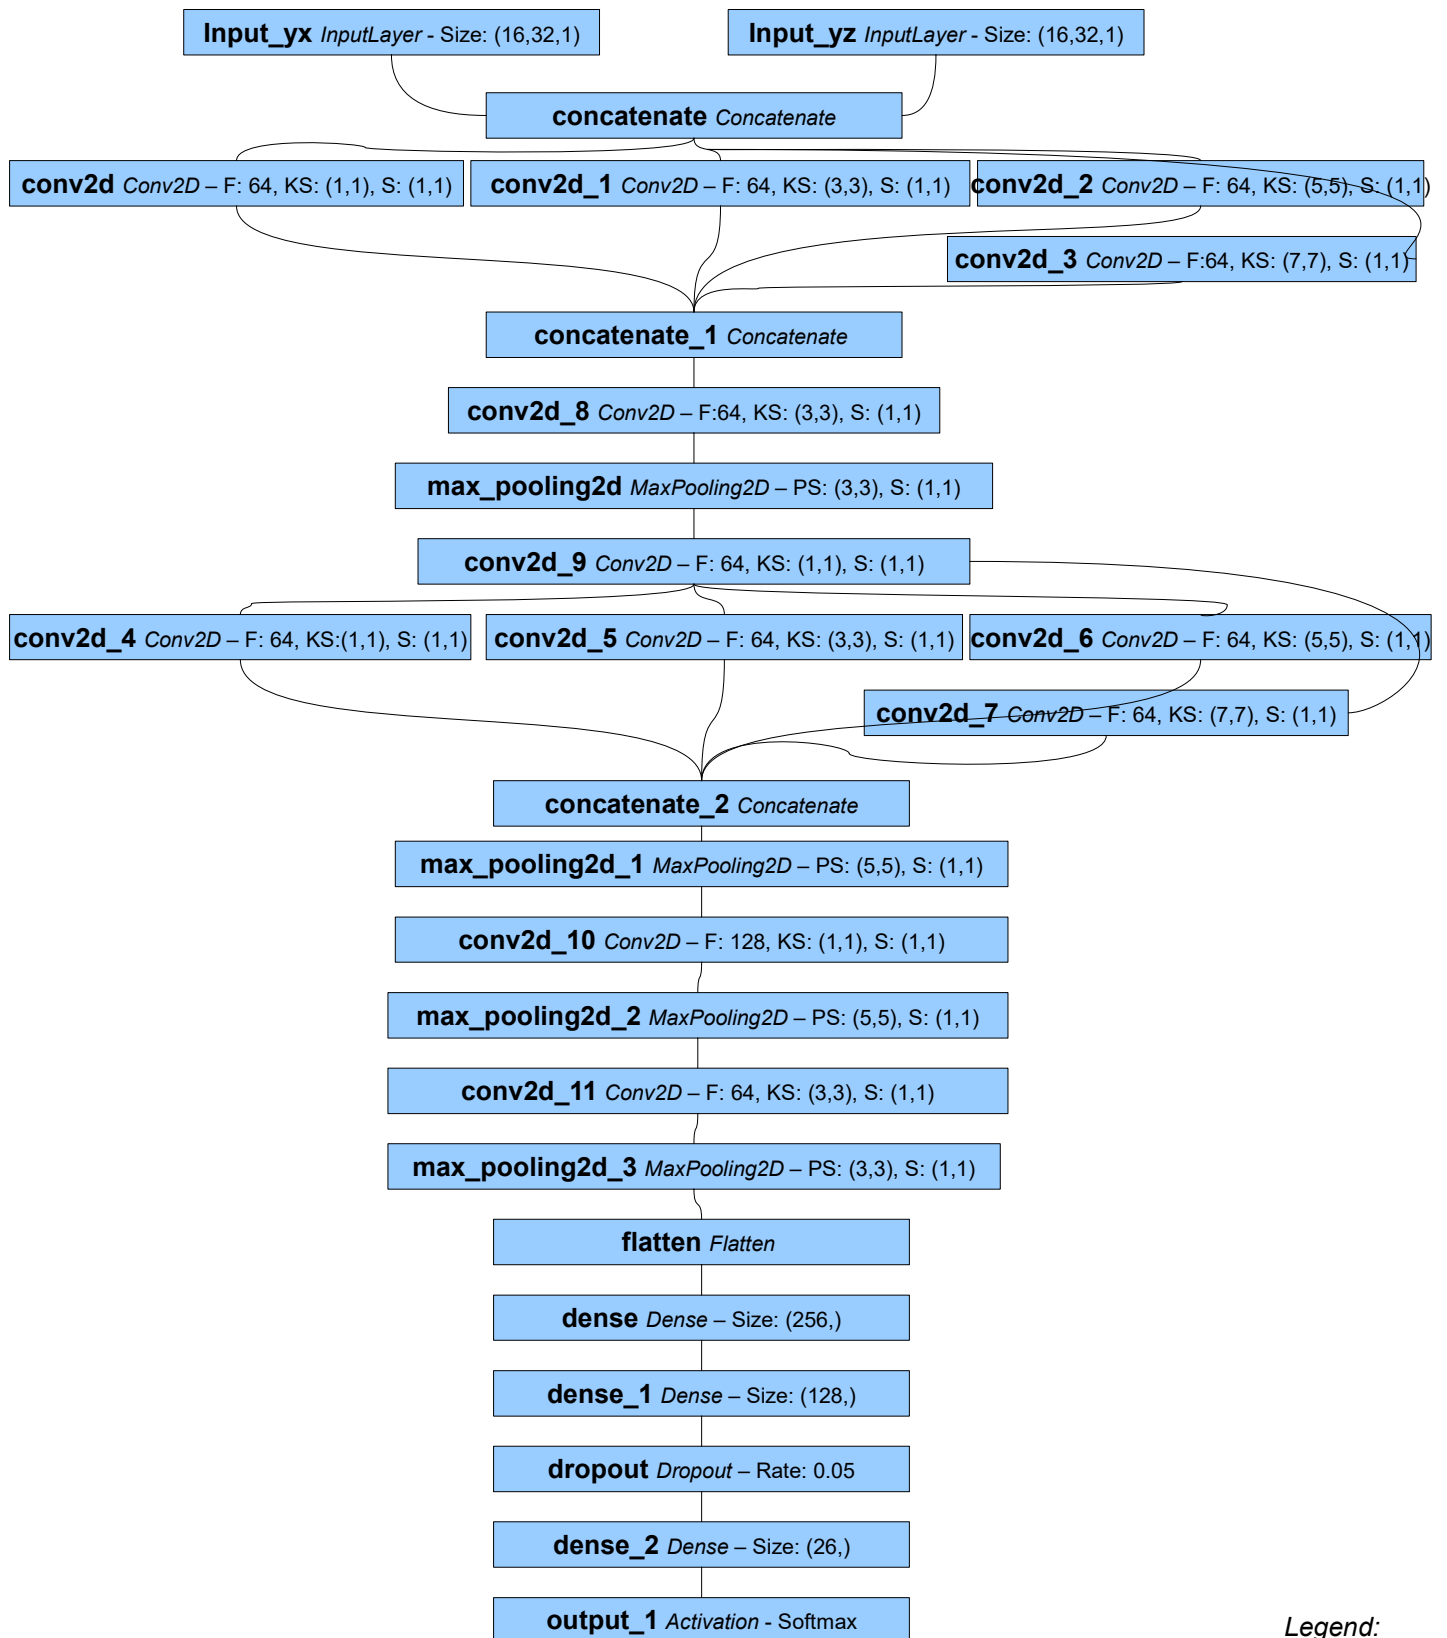 Input_yx InputLayer - Size: (16,32,1)
Input_yz InputLayer - Size: (16,32,1)
concatenate Concatenate
conv2d Conv2D – F: 64, KS: (1,1), S: (1,1)
conv2d_1 Conv2D – F: 64, KS: (3,3), S: (1,1)
conv2d_2 Conv2D – F: 64, KS: (5,5), S: (1,1)
conv2d_3 Conv2D – F:64, KS: (7,7), S: (1,1)
concatenate_1 Concatenate
conv2d_8 Conv2D – F:64, KS: (3,3), S: (1,1)
max_pooling2d MaxPooling2D – PS: (3,3), S: (1,1)
conv2d_9 Conv2D – F: 64, KS: (1,1), S: (1,1)
conv2d_4 Conv2D – F: 64, KS:(1,1), S: (1,1)
conv2d_5 Conv2D – F: 64, KS: (3,3), S: (1,1)
conv2d_6 Conv2D – F: 64, KS: (5,5), S: (1,1)
conv2d_7 Conv2D – F: 64, KS: (7,7), S: (1,1)
concatenate_2 Concatenate
max_pooling2d_1 MaxPooling2D – PS: (5,5), S: (1,1)
conv2d_10 Conv2D – F: 128, KS: (1,1), S: (1,1)
max_pooling2d_2 MaxPooling2D – PS: (5,5), S: (1,1)
conv2d_11 Conv2D – F: 64, KS: (3,3), S: (1,1)
max_pooling2d_3 MaxPooling2D – PS: (3,3), S: (1,1)
flatten Flatten
dense Dense – Size: (256,)
dense_1 Dense – Size: (128,)
dropout Dropout – Rate: 0.05
dense_2 Dense – Size: (26,)
output_1 Activation - Softmax
Legend: